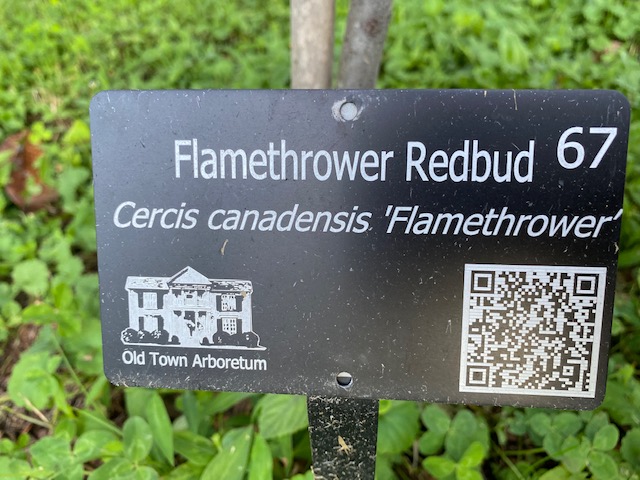 Flamethrower Redbud 67
Cercis canadensis 'Flamethrower'
Old Town Arboretum